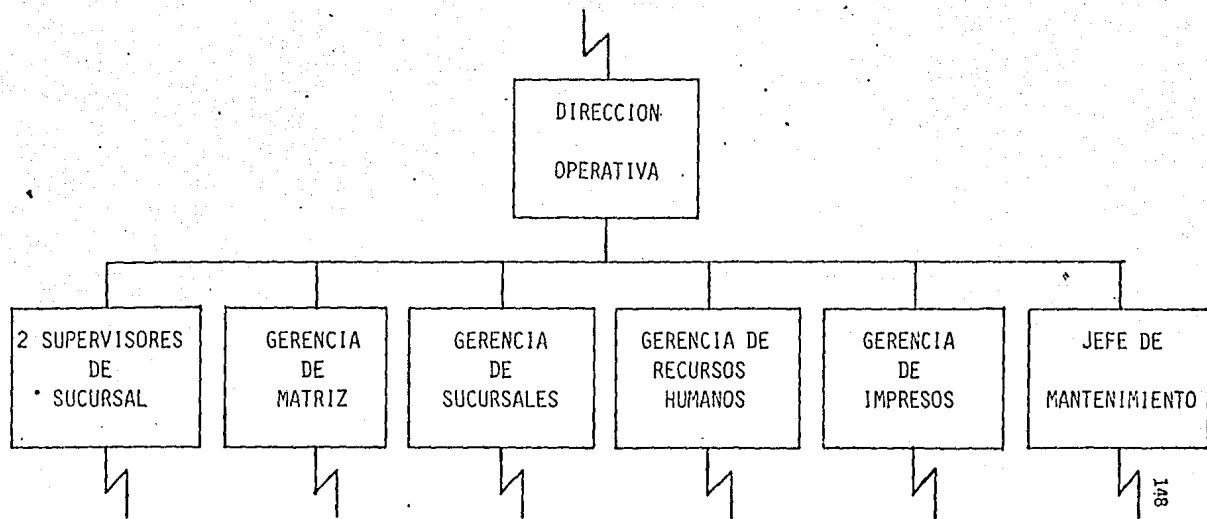 DIRECCION
OPERATIVA
2 SUPERVISORES
DE
SUCURSAL
GERENCIA
DE
MATRIZ
GERENCIA
DE
SUCURSALES
GERENCIA DE
RECURSOS
HUMANOS
GERENCIA
DE
IMPRESOS
JEFE DE
MANTENIMIENTO
148